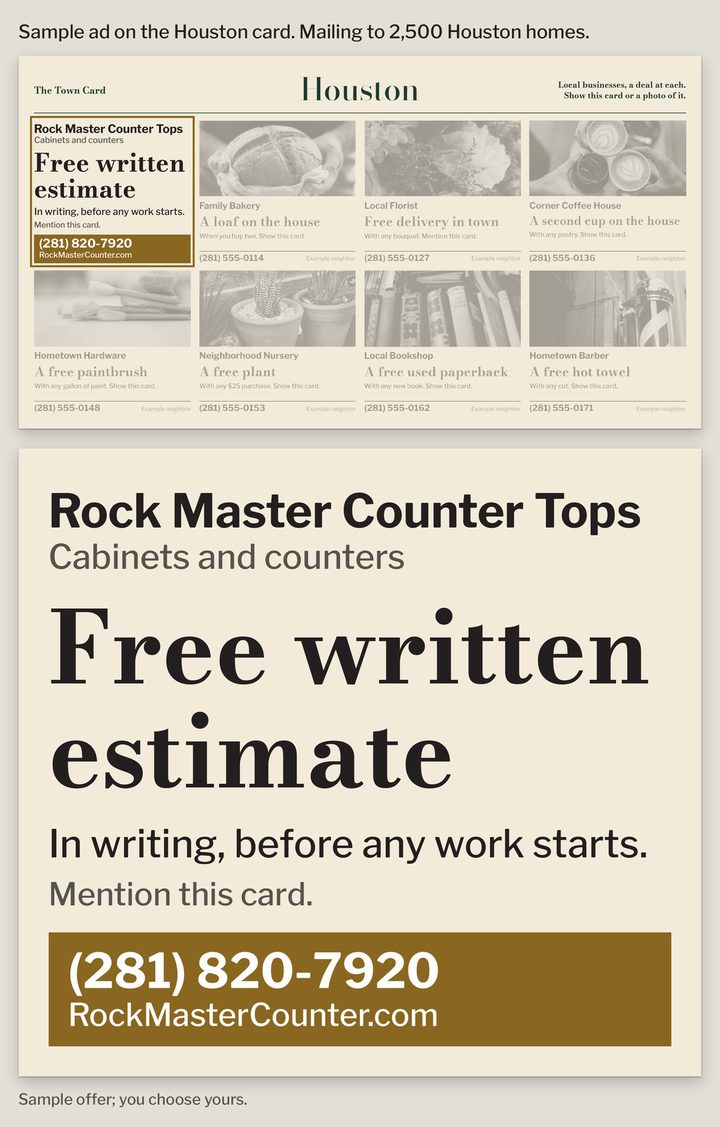 Sample ad on the Houston card. Mailing to 2,500 Houston homes.
The Town Card
Houston
Local businesses, a deal at each.
Show this card or a photo of it.
Rock Master Counter Tops
Cabinets and counters
Free written
estimate
In writing, before any work starts.
Mention this card.
(281) 820-7920
RockMasterCounter.com
Family Bakery
A loaf on the house
When you buy two. Show this card.
(281) 555-0114
Example neighbor
Local Florist
Free delivery in town
With any bouquet. Mention this card.
(281) 555-0127
Example neighbor
Corner Coffee House
A second cup on the house
With any pastry. Show this card.
(281) 555-0136
Example neighbor
Hometown Hardware
A free paintbrush
With any gallon of paint. Show this card.
(281) 555-0148
Example neighbor
Neighborhood Nursery
A free plant
With any $25 purchase. Show this card.
(281) 555-0153
Example neighbor
Local Bookshop
A free used paperback
With any new book. Show this card.
(281) 555-0162
Example neighbor
Hometown Barber
A free hot towel
With any cut. Show this card.
(281) 555-0171
Example neighbor
Rock Master Counter Tops
Cabinets and counters
Free written
estimate
In writing, before any work starts.
Mention this card.
(281) 820-7920
RockMasterCounter.com
Sample offer; you choose yours.